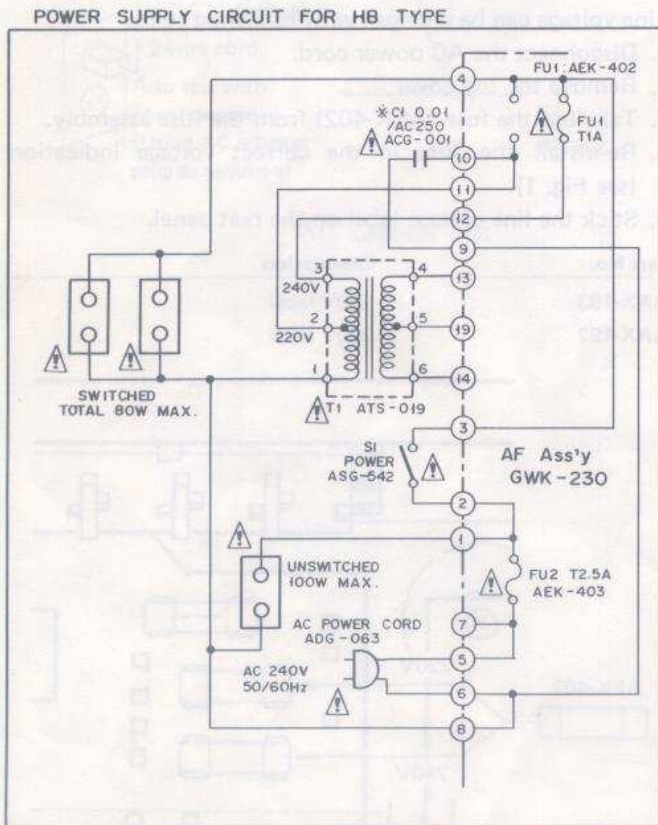 POWER SUPPLY CIRCUIT FOR HB TYPE
FU1:AEK-402
4
※C1 0.01
/AC250
ACG-001
FU1
T1A
10
11
12
9
3
240V
4
13
2
220V
5
19
1
6
14
T1 ATS-019
SWITCHED
TOTAL 80W MAX.
3
S1
POWER
ASG-542
AF Ass'y
GWK-230
2
1
UNSWITCHED
100W MAX.
FU2 T2.5A
AEK-403
AC POWER CORD
ADG-063
7
5
AC 240V
50/60Hz
6
8